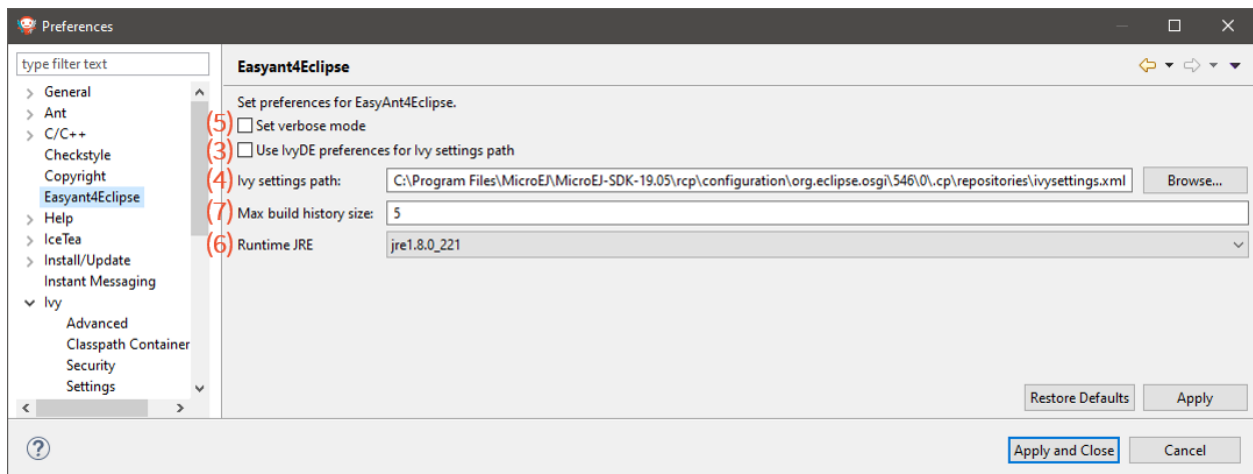 Preferences
type filter text
General
Ant
C/C++
Checkstyle
Copyright
Easyant4Eclipse
Help
IceTea
Install/Update
Instant Messaging
Ivy
Advanced
Classpath Container
Security
Settings
Easyant4Eclipse
Set preferences for EasyAnt4Eclipse.
(5) Set verbose mode
(3) Use IvyDE preferences for Ivy settings path
(4) Ivy settings path: C:\Program Files\MicroEJ\MicroEJ-SDK-19.05\rcp\configuration\org.eclipse.osgi\546\0\.cp\repositories\ivysettings.xml Browse...
(7) Max build history size: 5
(6) Runtime JRE jre1.8.0_221
Restore Defaults Apply
? Apply and Close Cancel